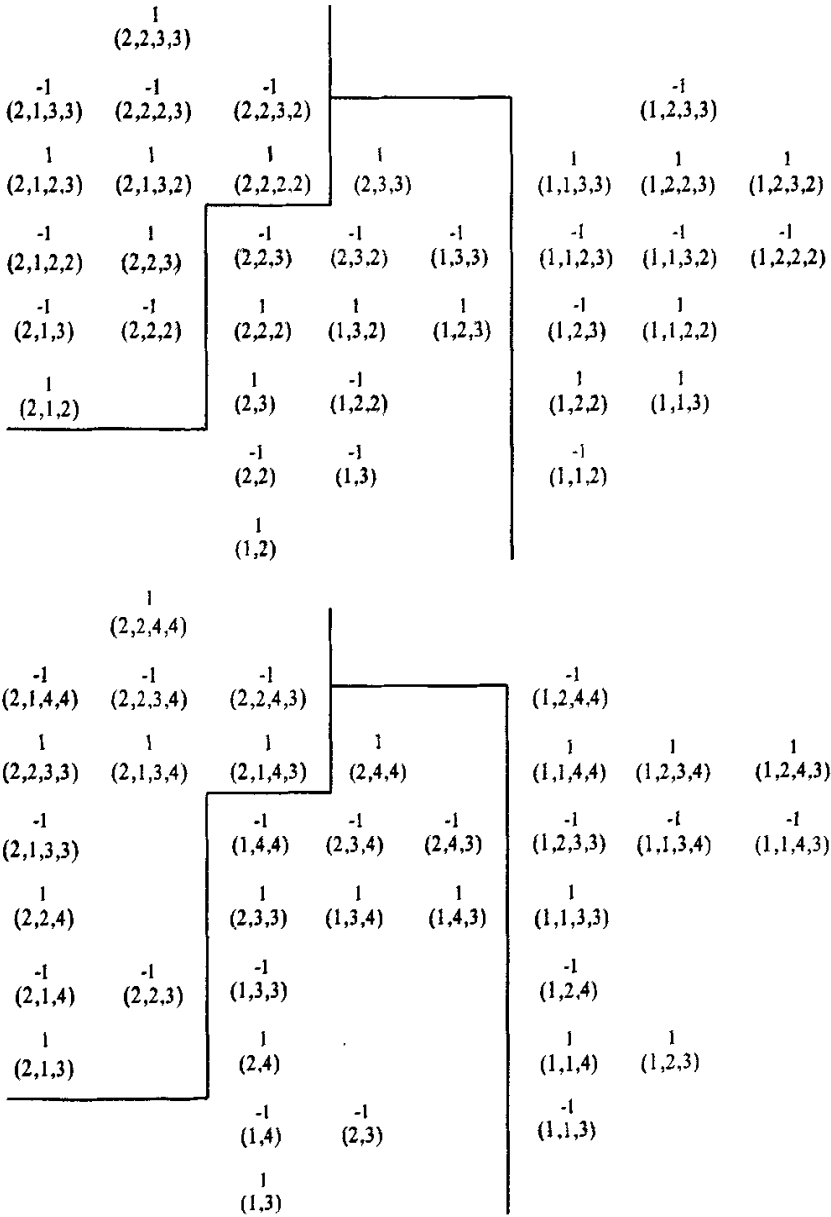 1
(2,2,3,3)
-1 -1 -1 -1
(2,1,3,3) (2,2,2,3) (2,2,3,2) (1,2,3,3)
1 1 1 1 1 1 1
(2,1,2,3) (2,1,3,2) (2,2,2,2) (2,3,3) (1,1,3,3) (1,2,2,3) (1,2,3,2)
-1 1 -1 -1 -1 -1 -1 -1
(2,1,2,2) (2,2,3) (2,2,3) (2,3,2) (1,3,3) (1,1,2,3) (1,1,3,2) (1,2,2,2)
-1 -1 1 1 1 -1 1
(2,1,3) (2,2,2) (2,2,2) (1,3,2) (1,2,3) (1,2,3) (1,1,2,2)
1 1 -1 1 1
(2,1,2) (2,3) (1,2,2) (1,2,2) (1,1,3)
-1 -1 -1
(2,2) (1,3) (1,1,2)
1
(1,2)
1
(2,2,4,4)
-1 -1 -1 -1
(2,1,4,4) (2,2,3,4) (2,2,4,3) (1,2,4,4)
1 1 1 1 1 1 1
(2,2,3,3) (2,1,3,4) (2,1,4,3) (2,4,4) (1,1,4,4) (1,2,3,4) (1,2,4,3)
-1 -1 -1 -1 -1 -1 -1
(2,1,3,3) (1,4,4) (2,3,4) (2,4,3) (1,2,3,3) (1,1,3,4) (1,1,4,3)
1 1 1 1 1
(2,2,4) (2,3,3) (1,3,4) (1,4,3) (1,1,3,3)
-1 -1 -1 -1
(2,1,4) (2,2,3) (1,3,3) (1,2,4)
1 1 1 1
(2,1,3) (2,4) (1,1,4) (1,2,3)
-1 -1 -1
(1,4) (2,3) (1,1,3)
1
(1,3)